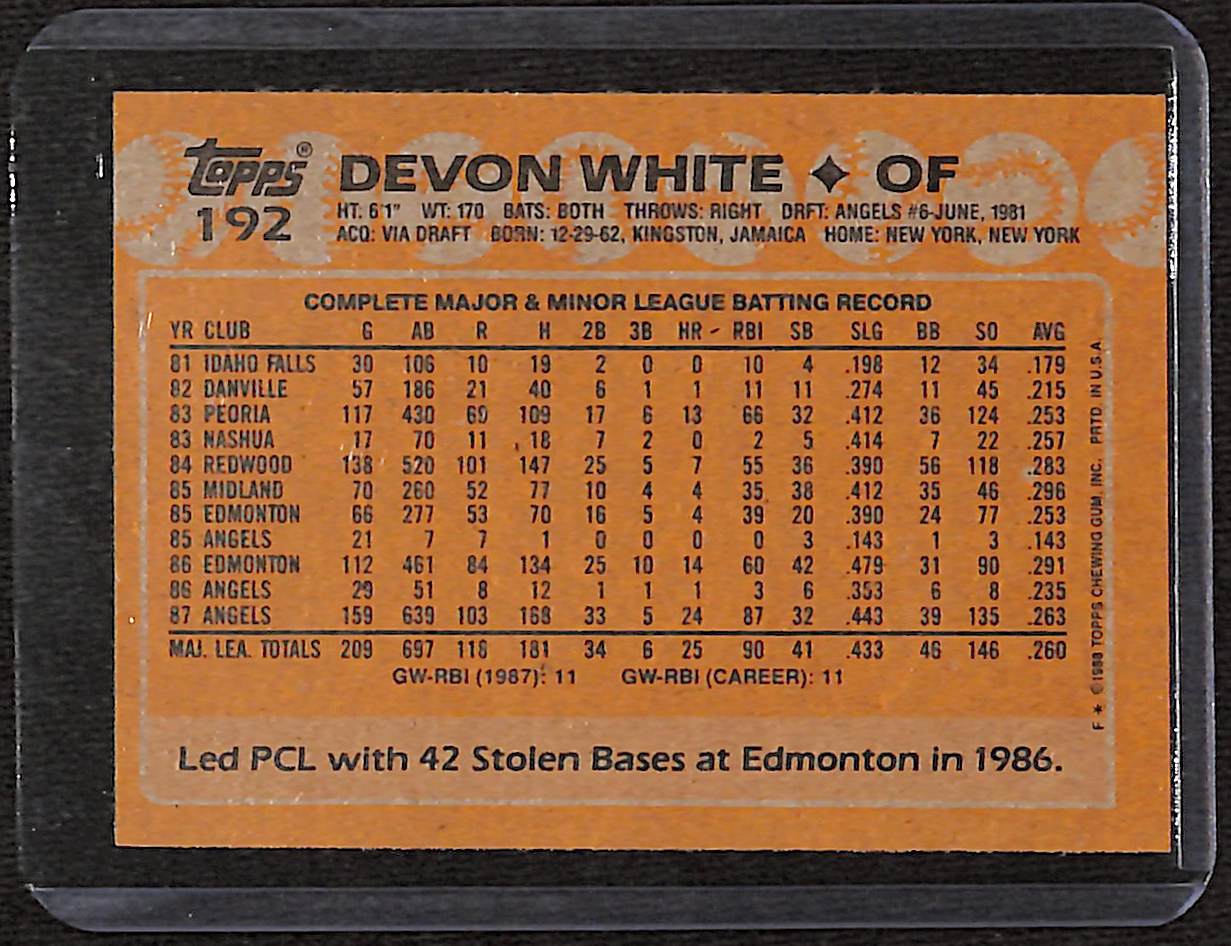 topps® DEVON WHITE ✦ OF
192 HT: 6'1" WT: 170 BATS: BOTH THROWS: RIGHT DRFT: ANGELS #6-JUNE, 1981
ACQ: VIA DRAFT BORN: 12-29-62, KINGSTON, JAMAICA HOME: NEW YORK, NEW YORK
COMPLETE MAJOR & MINOR LEAGUE BATTING RECORD
YR CLUB G AB R H 2B 3B HR RBI SB SLG BB SO AVG
81 IDAHO FALLS 30 106 10 19 2 0 0 10 4 .198 12 34 .179
82 DANVILLE 57 186 21 40 6 1 1 11 11 .274 11 45 .215
83 PEORIA 117 430 69 109 17 6 13 66 32 .412 36 124 .253
83 NASHUA 17 70 11 18 7 2 0 2 5 .414 7 22 .257
84 REDWOOD 138 520 101 147 25 5 7 55 36 .390 56 118 .283
85 MIDLAND 70 260 52 77 10 4 4 35 38 .412 35 46 .296
85 EDMONTON 66 277 53 70 16 5 4 39 20 .390 24 77 .253
85 ANGELS 21 7 7 1 0 0 0 0 3 .143 1 3 .143
86 EDMONTON 112 461 84 134 25 10 14 60 42 .479 31 90 .291
86 ANGELS 29 51 8 12 1 1 1 3 6 .353 6 8 .235
87 ANGELS 159 639 103 168 33 5 24 87 32 .443 39 135 .263
MAJ. LEA. TOTALS 209 697 118 181 34 6 25 90 41 .433 46 146 .260
GW-RBI (1987): 11 GW-RBI (CAREER): 11
Led PCL with 42 Stolen Bases at Edmonton in 1986.
F * ©1988 TOPPS CHEWING GUM, INC. PRTD. IN U.S.A.